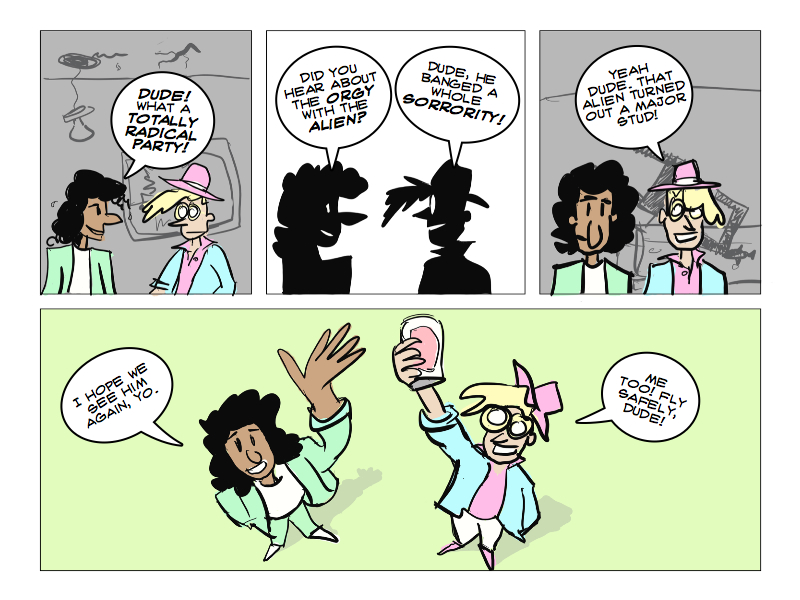 DUDE!
WHAT A
TOTALLY
RADICAL
PARTY!
DID YOU
HEAR ABOUT
THE ORGY
WITH THE
ALIEN?
DUDE, HE
BANGED A
WHOLE
SORRORITY!
YEAH
DUDE. THAT
ALIEN TURNED
OUT A MAJOR
STUD!
I HOPE WE
SEE HIM
AGAIN, YO.
ME
TOO! FLY
SAFELY,
DUDE!